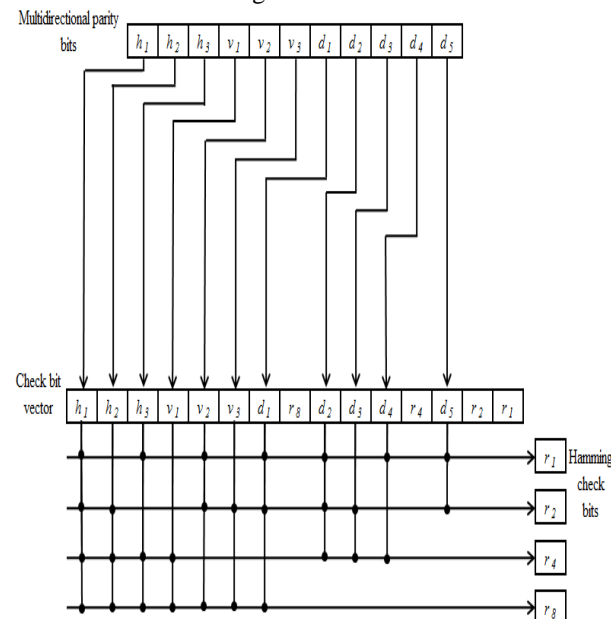 Multidirectional parity bits
h1 h2 h3 v1 v2 v3 d1 d2 d3 d4 d5
Check bit vector
h1 h2 h3 v1 v2 v3 d1 r8 d2 d3 d4 r4 d5 r2 r1
r1
Hamming check bits
r2
r4
r8